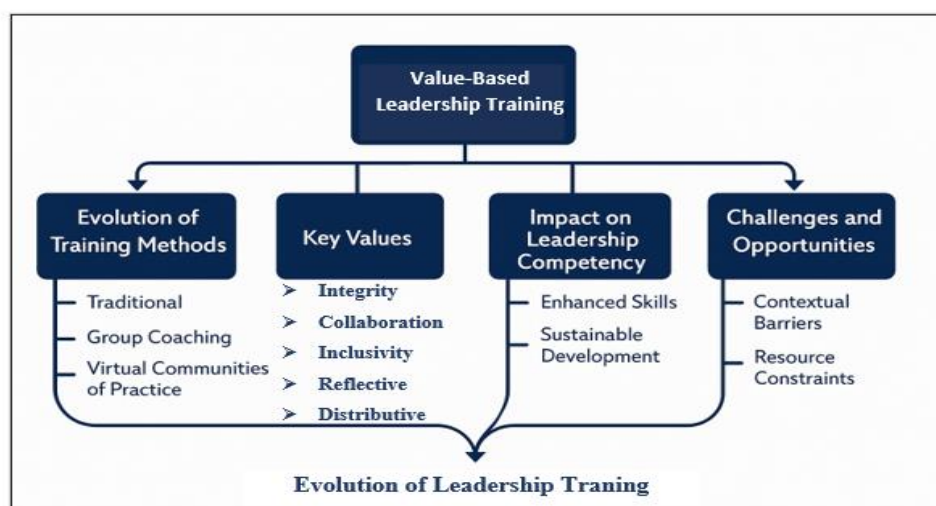 Value-Based
Leadership Training
Evolution of
Training Methods
Traditional
Group Coaching
Virtual Communities
of Practice
Key Values
Integrity
Collaboration
Inclusivity
Reflective
Distributive
Impact on
Leadership
Competency
Enhanced Skills
Sustainable
Development
Challenges and
Opportunities
Contextual
Barriers
Resource
Constraints
Evolution of Leadership Traning